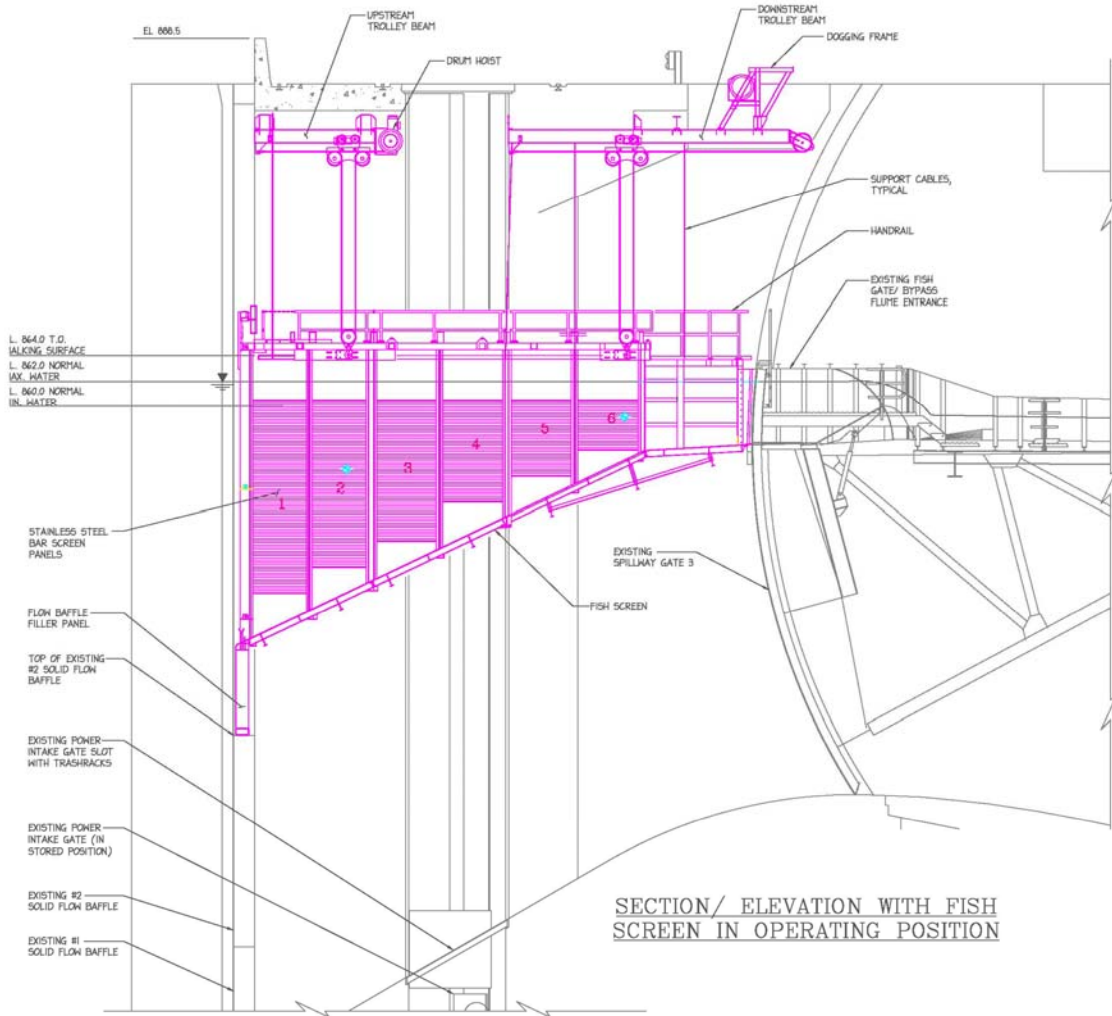 EL 888.5
UPSTREAM
TROLLEY BEAM
DRUM HOIST
DOWNSTREAM
TROLLEY BEAM
DOGGING FRAME
SUPPORT CABLES,
TYPICAL
HANDRAIL
EXISTING FISH
GATE/ BYPASS
FLUME ENTRANCE
L. 864.0 T.O.
ALKING SURFACE
L. 862.0 NORMAL
AX. WATER
L. 860.0 NORMAL
IN. WATER
1
2
3
4
5
6
STAINLESS STEEL
BAR SCREEN
PANELS
FLOW BAFFLE
FILLER PANEL
TOP OF EXISTING
#2 SOLID FLOW
BAFFLE
EXISTING POWER
INTAKE GATE SLOT
WITH TRASHRACKS
EXISTING POWER
INTAKE GATE (IN
STORED POSITION)
EXISTING #2
SOLID FLOW BAFFLE
EXISTING #1
SOLID FLOW BAFFLE
EXISTING
SPILLWAY GATE 3
FISH SCREEN
SECTION/ ELEVATION WITH FISH
SCREEN IN OPERATING POSITION